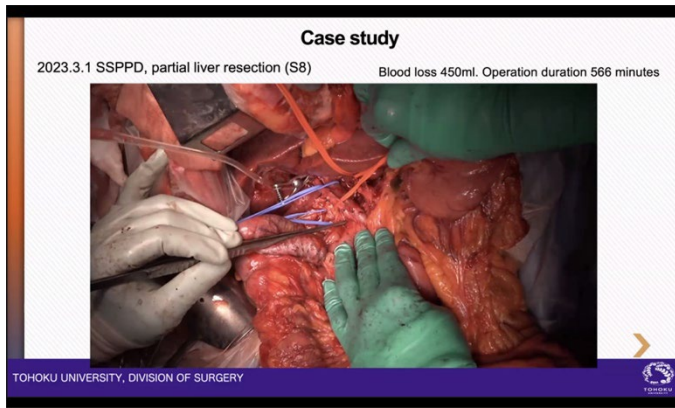 Case study
2023.3.1 SSPPD, partial liver resection (S8)
Blood loss 450ml. Operation duration 566 minutes
TOHOKU UNIVERSITY, DIVISION OF SURGERY
TOHOKU